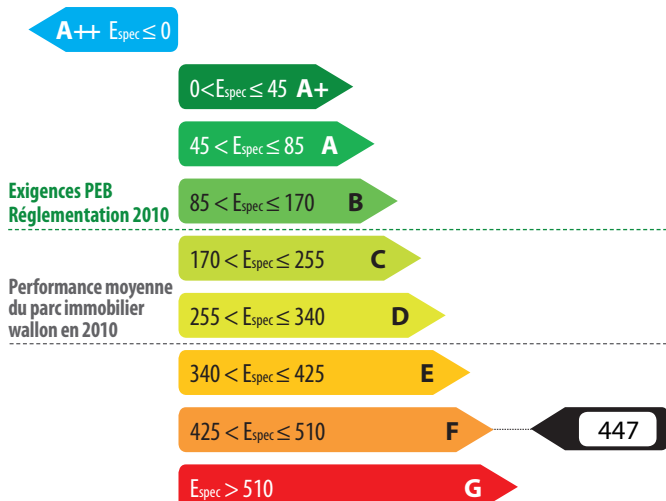 A++ Espec ≤ 0
0<Espec ≤ 45 A+
45 < Espec ≤ 85 A
Exigences PEB
Réglementation 2010
85 < Espec ≤ 170 B
170 < Espec ≤ 255 C
Performance moyenne
du parc immobilier
wallon en 2010
255 < Espec ≤ 340 D
340 < Espec ≤ 425 E
425 < Espec ≤ 510 F 447
Espec > 510 G